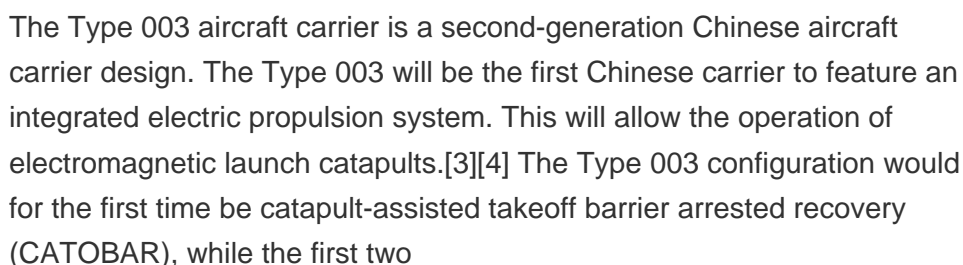 The Type 003 aircraft carrier is a second-generation Chinese aircraft
carrier design. The Type 003 will be the first Chinese carrier to feature an
integrated electric propulsion system. This will allow the operation of
electromagnetic launch catapults.[3][4] The Type 003 configuration would
for the first time be catapult-assisted takeoff barrier arrested recovery
(CATOBAR), while the first two